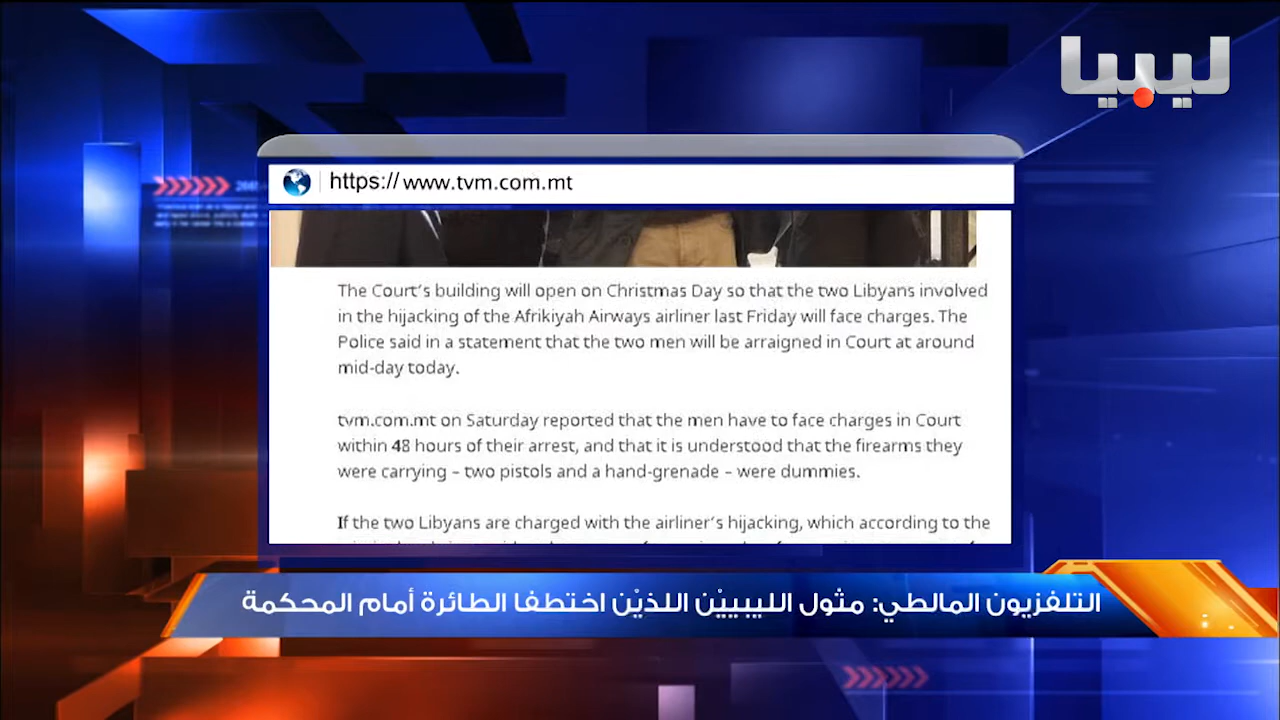 ليبيا
https://www.tvm.com.mt
The Court's building will open on Christmas Day so that the two Libyans involved
in the hijacking of the Afrikiyah Airways airliner last Friday will face charges. The
Police said in a statement that the two men will be arraigned in Court at around
mid-day today.
tvm.com.mt on Saturday reported that the men have to face charges in Court
within 48 hours of their arrest, and that it is understood that the firearms they
were carrying – two pistols and a hand-grenade – were dummies.
If the two Libyans are charged with the airliner's hijacking, which according to the
التلفزيون المالطي: مثول الليبييْن اللذيْن اختطفا الطائرة أمام المحكمة